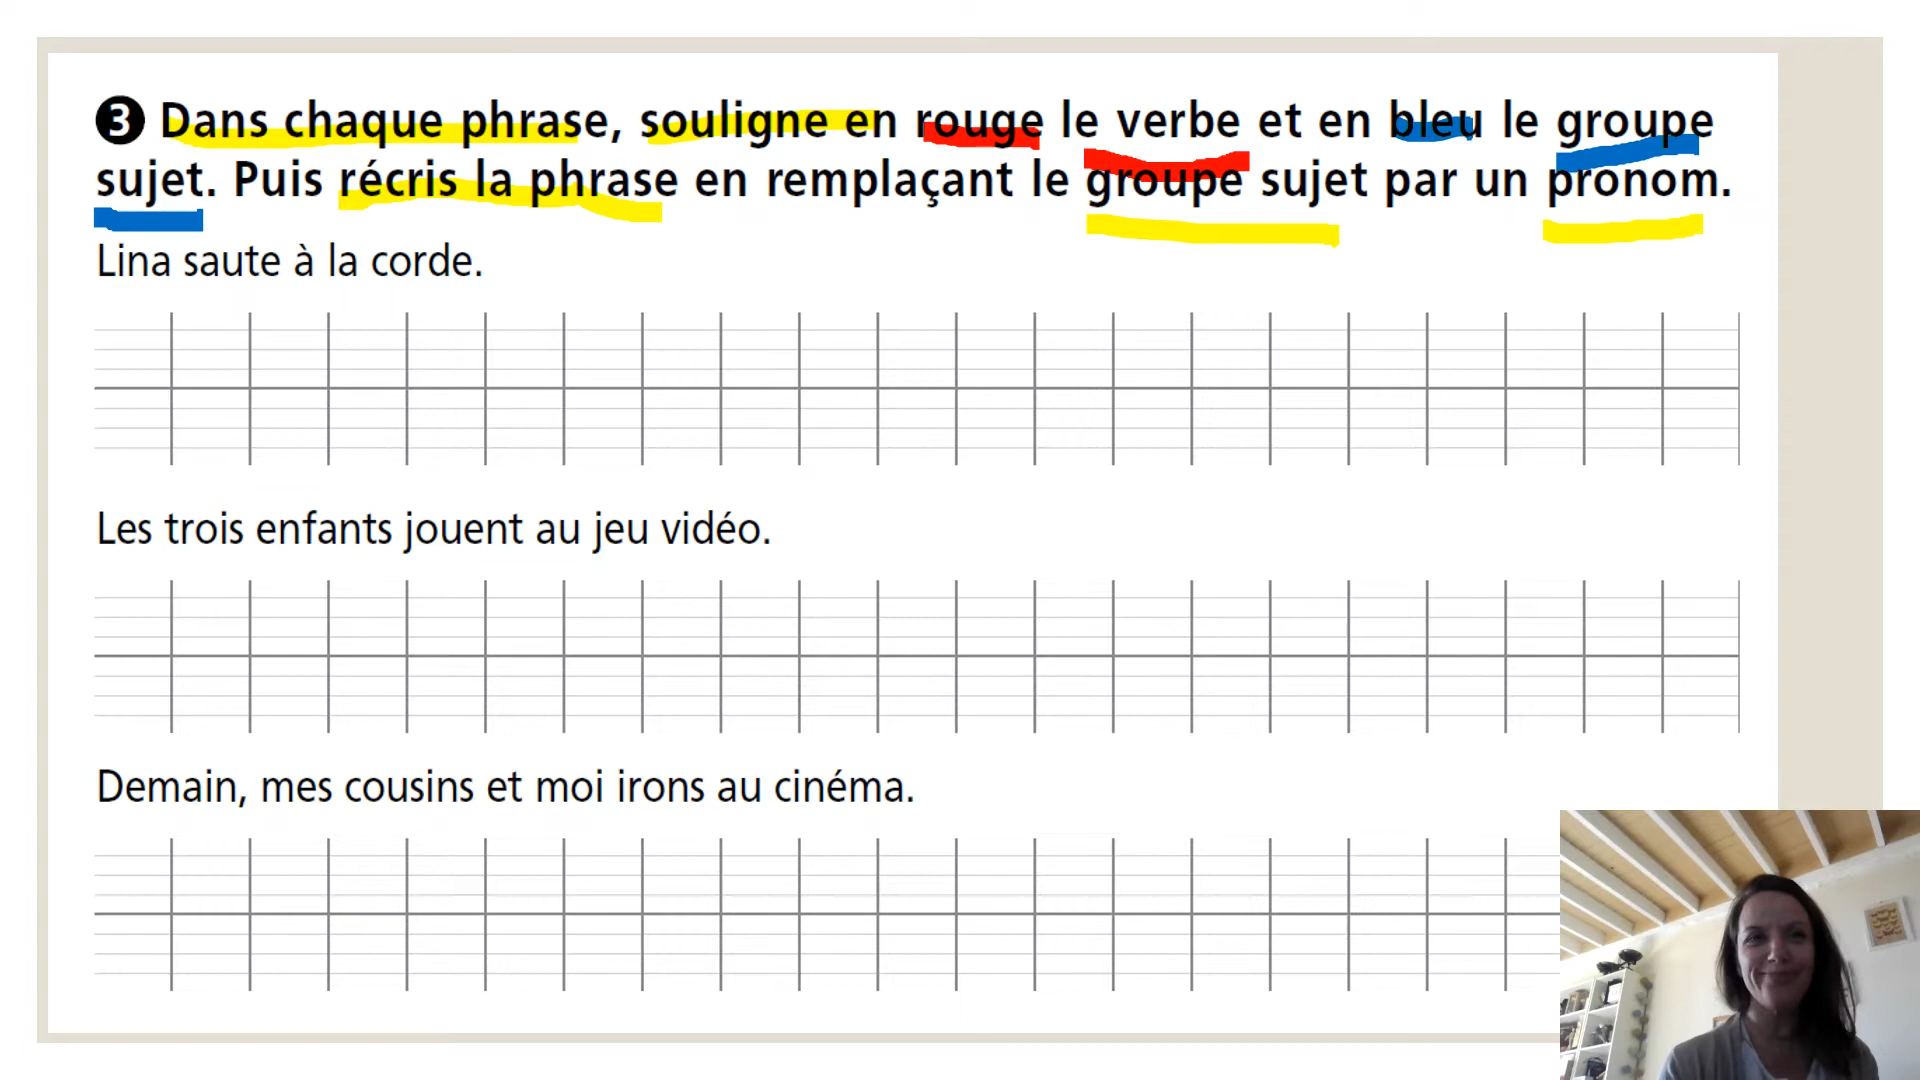 3 Dans chaque phrase, souligne en rouge le verbe et en bleu le groupe
sujet. Puis récris la phrase en remplaçant le groupe sujet par un pronom.
Lina saute à la corde.
Les trois enfants jouent au jeu vidéo.
Demain, mes cousins et moi irons au cinéma.